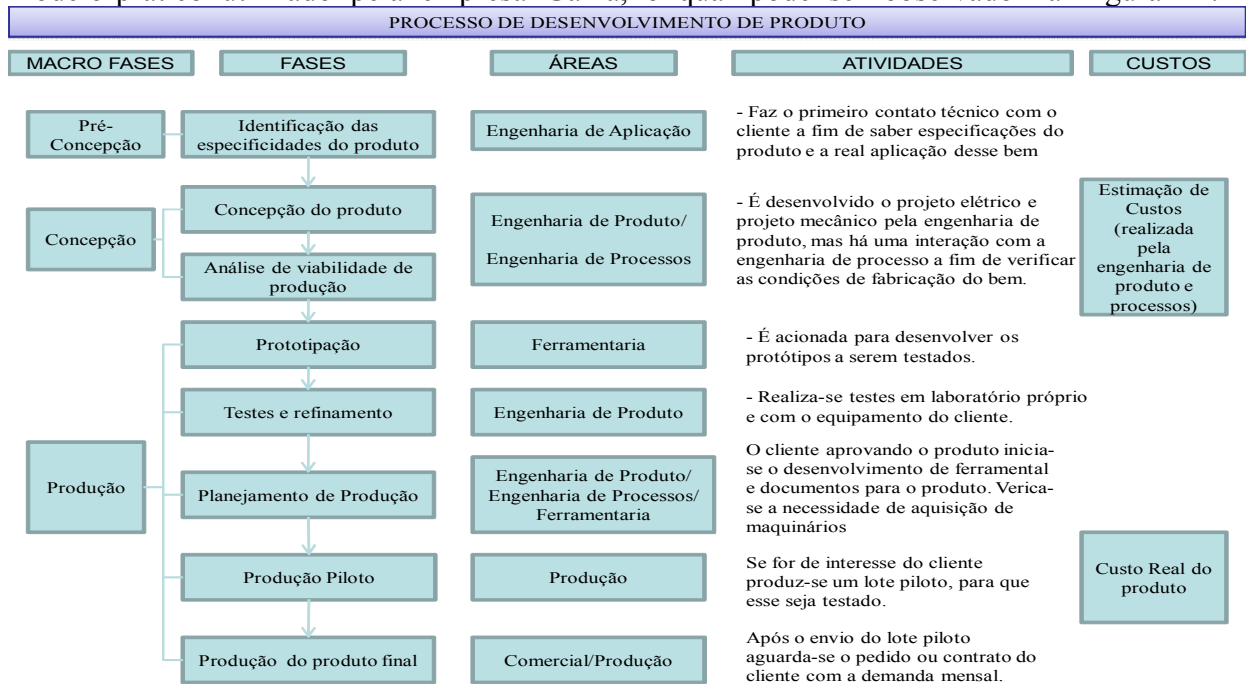 PROCESSO DE DESENVOLVIMENTO DE PRODUTO
MACRO FASES
FASES
ÁREAS
ATIVIDADES
CUSTOS
Pré-
Concepção
Identificação das
especificidades do produto
Engenharia de Aplicação
- Faz o primeiro contato técnico com o
cliente a fim de saber especificações do
produto e a real aplicação desse bem
Concepção
Concepção do produto
Análise de viabilidade de
produção
Engenharia de Produto/
Engenharia de Processos
- É desenvolvido o projeto elétrico e
projeto mecânico pela engenharia de
produto, mas há uma interação com a
engenharia de processo a fim de verificar
as condições de fabricação do bem.
Estimação de
Custos
(realizada
pela
engenharia de
produto e
processos)
Produção
Prototipação
Ferramentaria
- É acionada para desenvolver os
protótipos a serem testados.
Testes e refinamento
Engenharia de Produto
- Realiza-se testes em laboratório próprio
e com o equipamento do cliente.
Planejamento de Produção
Engenharia de Produto/
Engenharia de Processos/
Ferramentaria
O cliente aprovando o produto inicia-
se o desenvolvimento de ferramental
e documentos para o produto. Verica-
se a necessidade de aquisição de
maquinários
Produção Piloto
Produção
Se for de interesse do cliente
produz-se um lote piloto, para que
esse seja testado.
Custo Real do
produto
Produção do produto final
Comercial/Produção
Após o envio do lote piloto
aguarda-se o pedido ou contrato do
cliente com a demanda mensal.